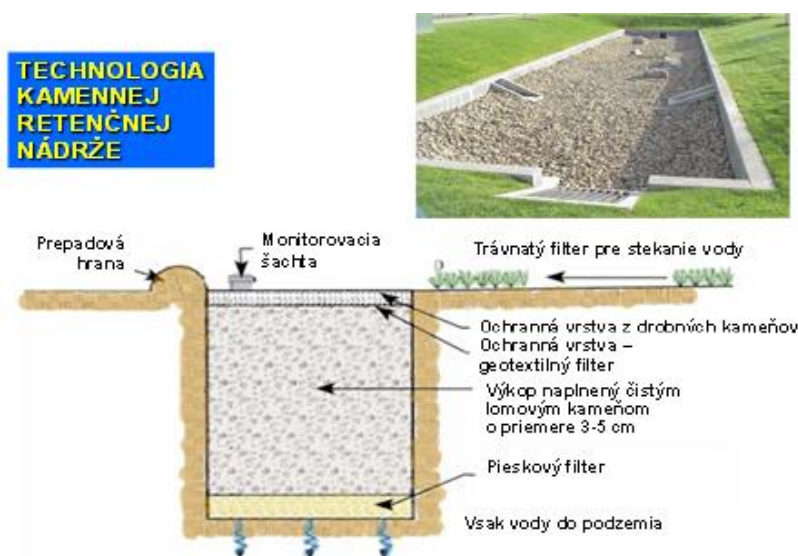 TECHNOLOGIA
KAMENNEJ
RETENČNEJ
NÁDRŽE
Prepadová
hrana
Monitorovacia
šachta
Trávnatý filter pre stekanie vody
Ochranná vrstva z drobných kameňov
Ochranná vrstva –
geotextilný filter
Výkop naplnený čistým
lomovým kameňom
o priemere 3-5 cm
Pieskový filter
Vsak vody do podzemia